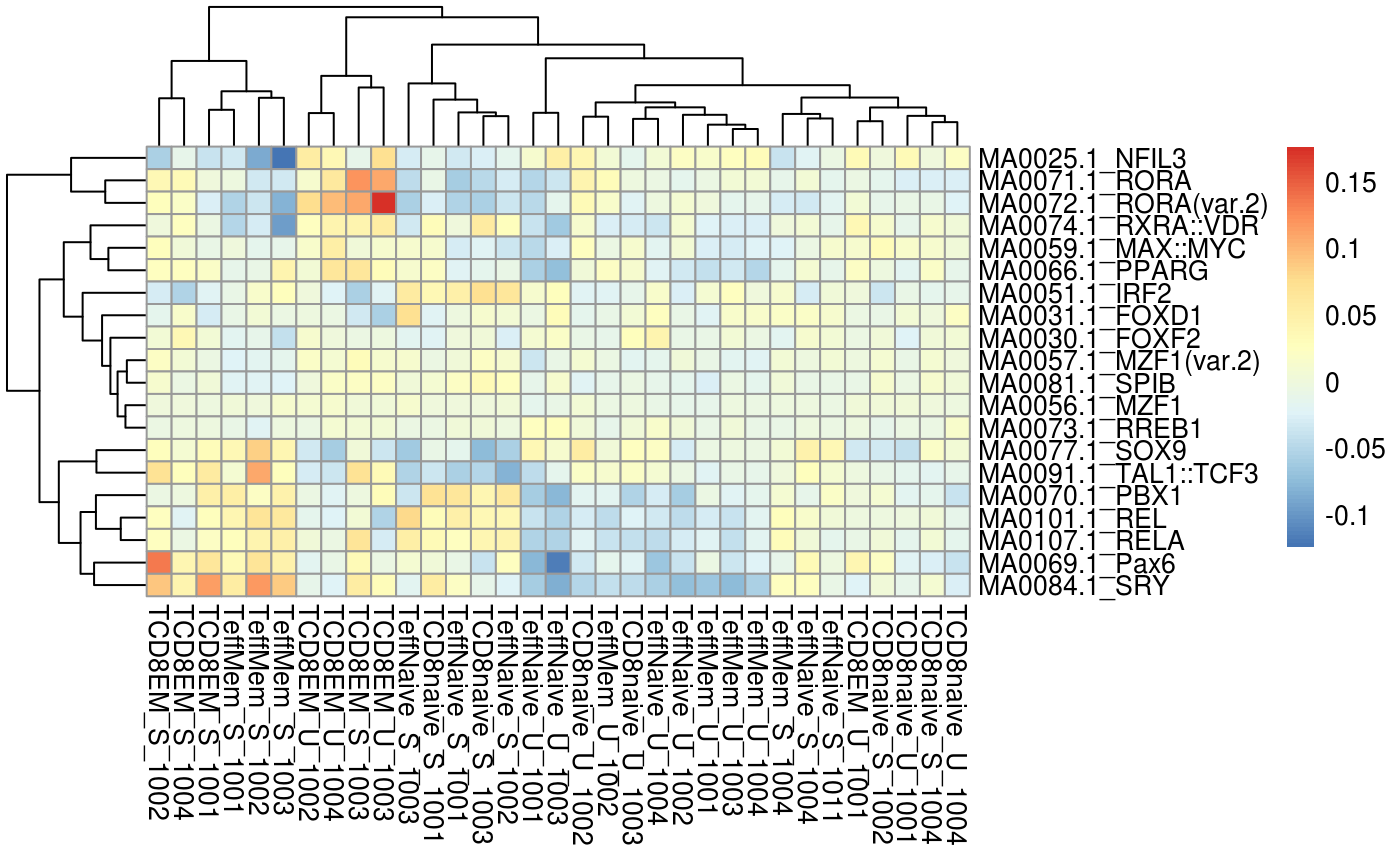 MA0025.1_NFIL3
MA0071.1_RORA
MA0072.1_RORA(var.2)
MA0074.1_RXRA::VDR
MA0059.1_MAX::MYC
MA0066.1_PPARG
MA0051.1_IRF2
MA0031.1_FOXD1
MA0030.1_FOXF2
MA0057.1_MZF1(var.2)
MA0081.1_SPIB
MA0056.1_MZF1
MA0073.1_RREB1
MA0077.1_SOX9
MA0091.1_TAL1::TCF3
MA0070.1_PBX1
MA0101.1_REL
MA0107.1_RELA
MA0069.1_Pax6
MA0084.1_SRY
0.15
0.1
0.05
0
-0.05
-0.1
TCD8EM_S_1002
TCD8EM_S_1004
TCD8EM_S_1001
TeffMem_S_1001
TeffMem_S_1002
TeffMem_S_1003
TCD8EM_U_1002
TCD8EM_U_1004
TCD8EM_S_1003
TCD8EM_U_1003
TeffNaive_S_1003
TCD8naive_S_1001
TeffNaive_S_1001
TCD8naive_S_1003
TeffNaive_S_1002
TeffNaive_U_1001
TeffNaive_U_1003
TCD8naive_U_1002
TeffMem_U_1002
TCD8naive_U_1003
TeffNaive_U_1004
TeffNaive_U_1002
TeffMem_U_1001
TeffMem_U_1003
TeffMem_U_1004
TeffMem_S_1004
TeffNaive_S_1004
TeffNaive_S_1011
TCD8EM_U_1001
TCD8naive_S_1002
TCD8naive_U_1001
TCD8naive_S_1004
TCD8naive_U_1004